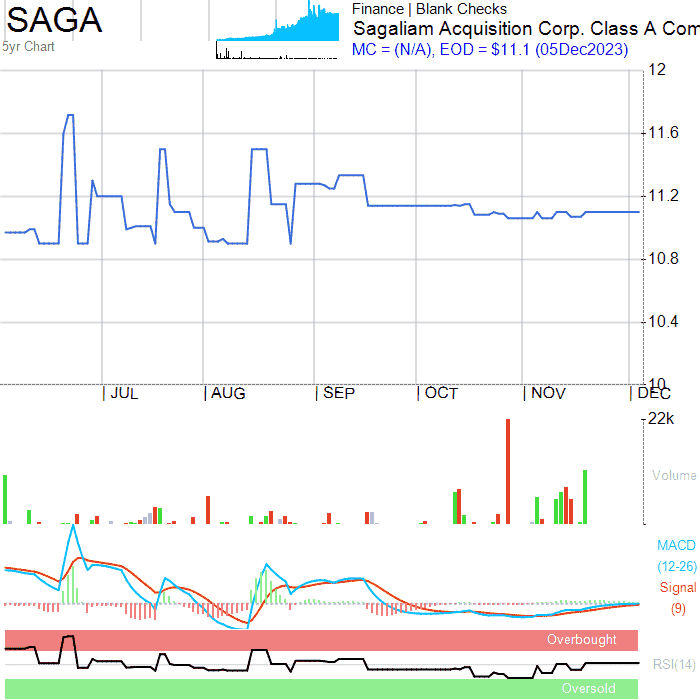 SAGA
5yr Chart
Finance | Blank Checks
Sagaliam Acquisition Corp. Class A Com
MC = (N/A), EOD = $11.1 (05Dec2023)
12
11.6
11.2
10.8
10.4
10
| JUL | AUG | SEP | OCT | NOV | DEC
22k
Volume
MACD
(12-26)
Signal
(9)
Overbought
RSI(14)
Oversold